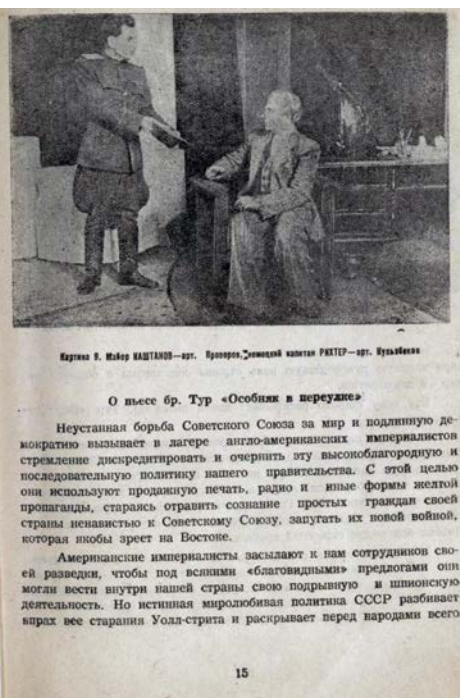 Картина 9. Майор КАШТАНОВ—арт. Прозоров, немецкий капитан РИХТЕР—арт.
О пьесе бр. Тур «Особняк в переулке»
Неустанная борьба Советского Союза за мир и подлинную де-
мократию вызывает в лагере англо-американских империалистов
стремление дискредитировать и очернить эту высокоблагородную и
последовательную политику нашего правительства. С этой целью
они используют продажную печать, радио и иные формы желтой
пропаганды, стараясь отравить сознание простых граждан своей
страны ненавистью к Советскому Союзу, запугать их новой войной,
которая якобы зреет на Востоке.
Американские империалисты засылают к нам сотрудников сво-
ей разведки, чтобы под всякими «благовидными» предлогами они
могли вести внутри нашей страны свою подрывную и шпионскую
деятельность. Но истинная миролюбивая политика СССР разбивает
впрах все старания Уолл-стрита и раскрывает перед народами всего
15